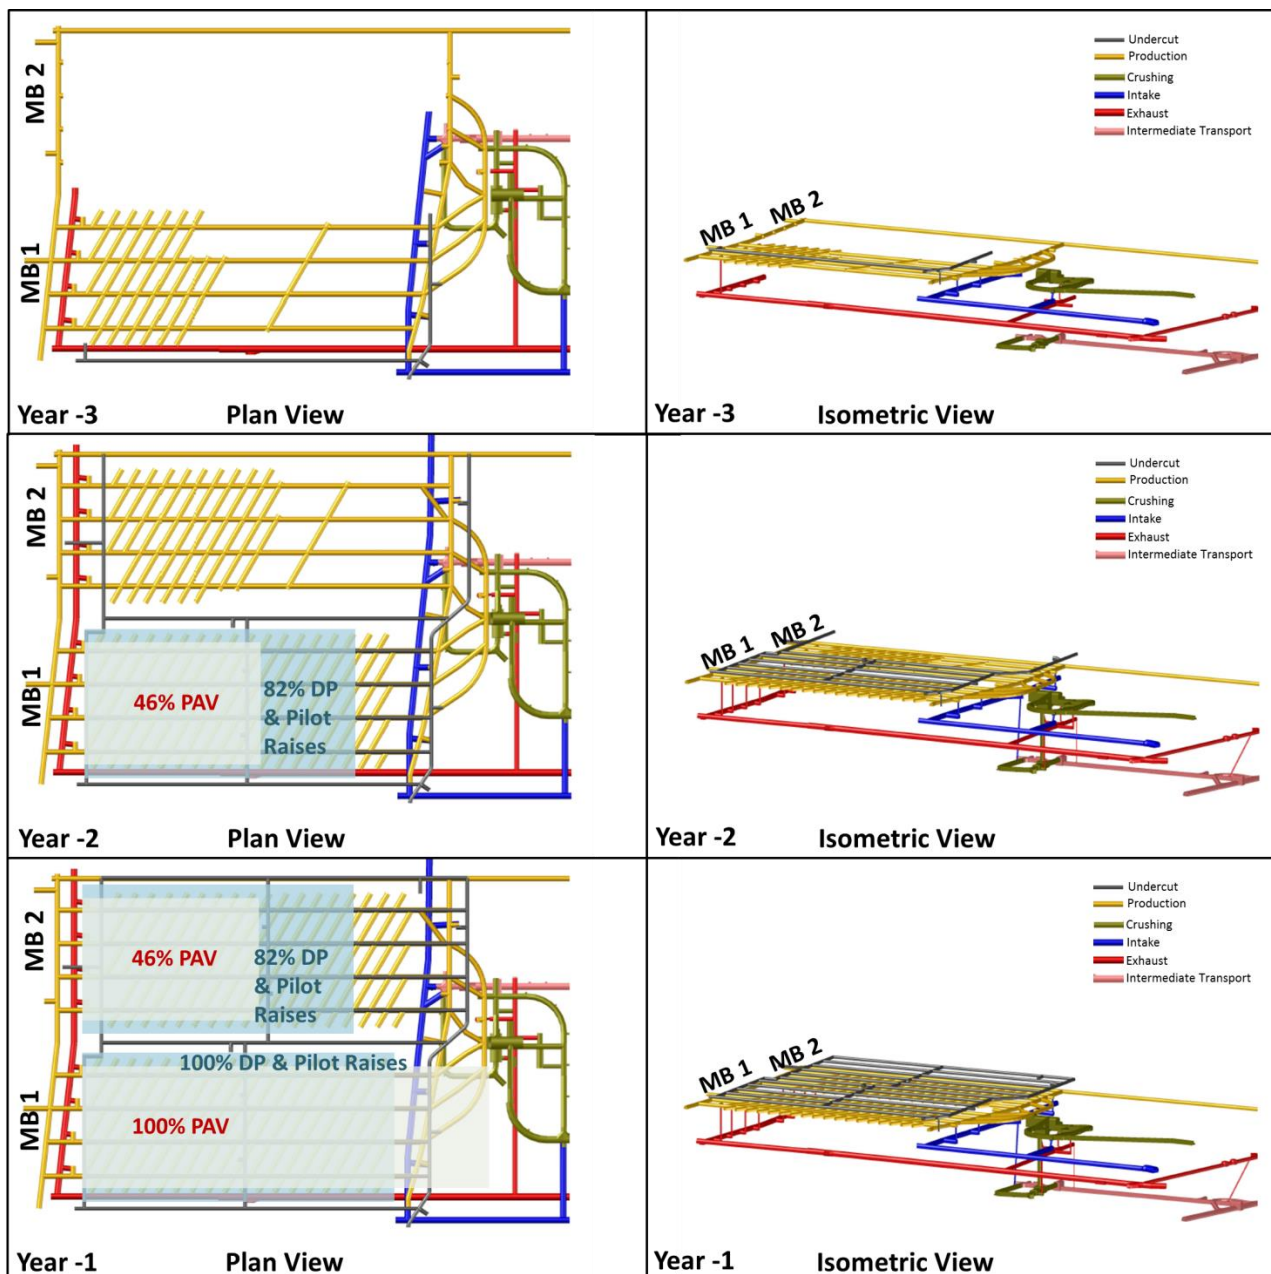 MB 2
MB 1
Year -3
Plan View
Undercut
Production
Crushing
Intake
Exhaust
Intermediate Transport
MB 1
MB 2
Year -3
Isometric View
MB 2
MB 1
46% PAV
82% DP
& Pilot
Raises
Year -2
Plan View
Undercut
Production
Crushing
Intake
Exhaust
Intermediate Transport
MB 1
MB 2
Year -2
Isometric View
MB 2
MB 1
46% PAV
82% DP
& Pilot
Raises
100% DP & Pilot Raises
100% PAV
Year -1
Plan View
Undercut
Production
Crushing
Intake
Exhaust
Intermediate Transport
MB 1
MB 2
Year -1
Isometric View